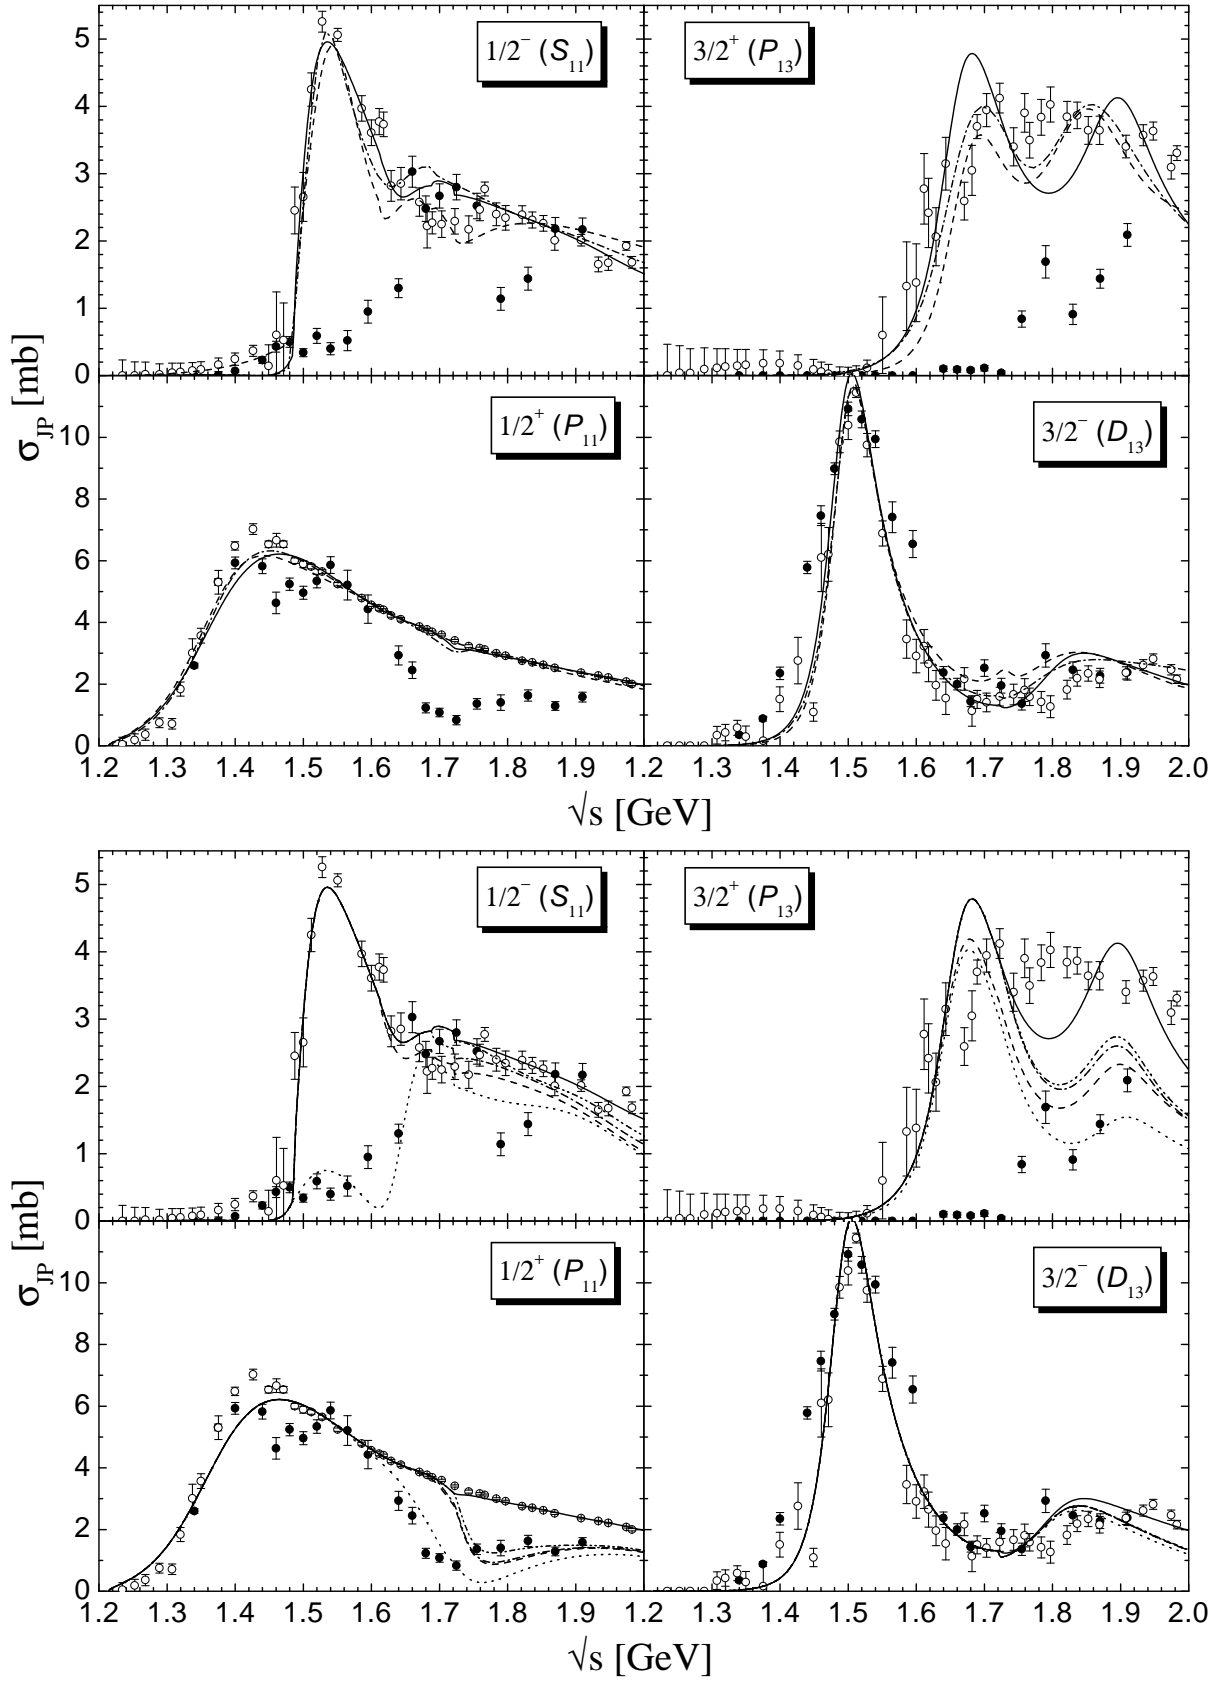 5
4
3
2
1
0
1/2⁻ (S₁₁)
3/2⁺ (P₁₃)
σ_JP [mb]
10
8
6
4
2
0
1/2⁺ (P₁₁)
3/2⁻ (D₁₃)
1.2 1.3 1.4 1.5 1.6 1.7 1.8 1.9 1.2 1.3 1.4 1.5 1.6 1.7 1.8 1.9 2.0
√s [GeV] √s [GeV]
5
4
3
2
1
0
1/2⁻ (S₁₁)
3/2⁺ (P₁₃)
σ_JP [mb]
10
8
6
4
2
0
1/2⁺ (P₁₁)
3/2⁻ (D₁₃)
1.2 1.3 1.4 1.5 1.6 1.7 1.8 1.9 1.2 1.3 1.4 1.5 1.6 1.7 1.8 1.9 2.0
√s [GeV]